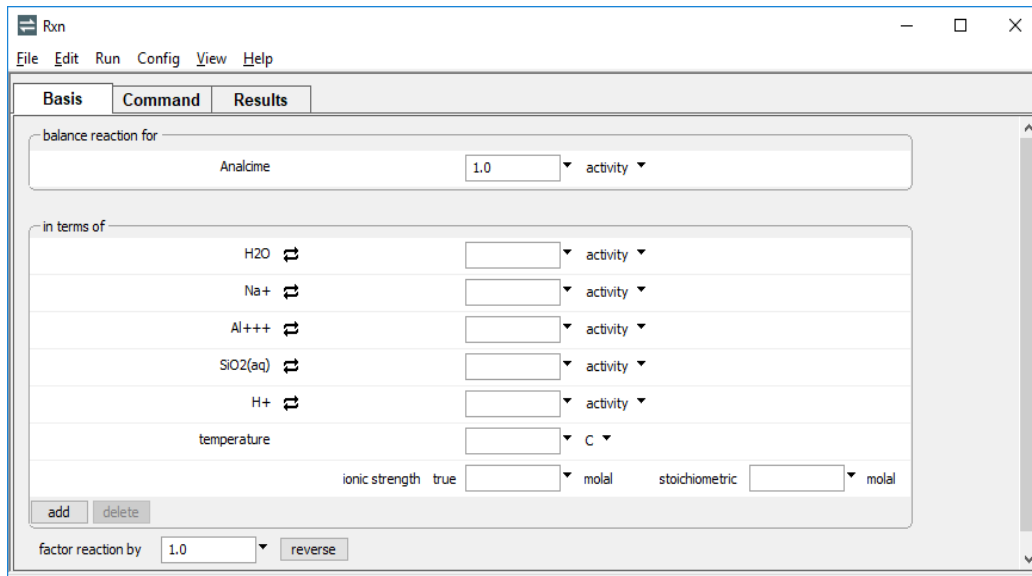 Rxn
File Edit Run Config View Help
Basis Command Results
balance reaction for
Analcime 1.0 activity
in terms of
H2O activity
Na+ activity
Al+++ activity
SiO2(aq) activity
H+ activity
temperature C
ionic strength true molal stoichiometric molal
add delete
factor reaction by 1.0 reverse